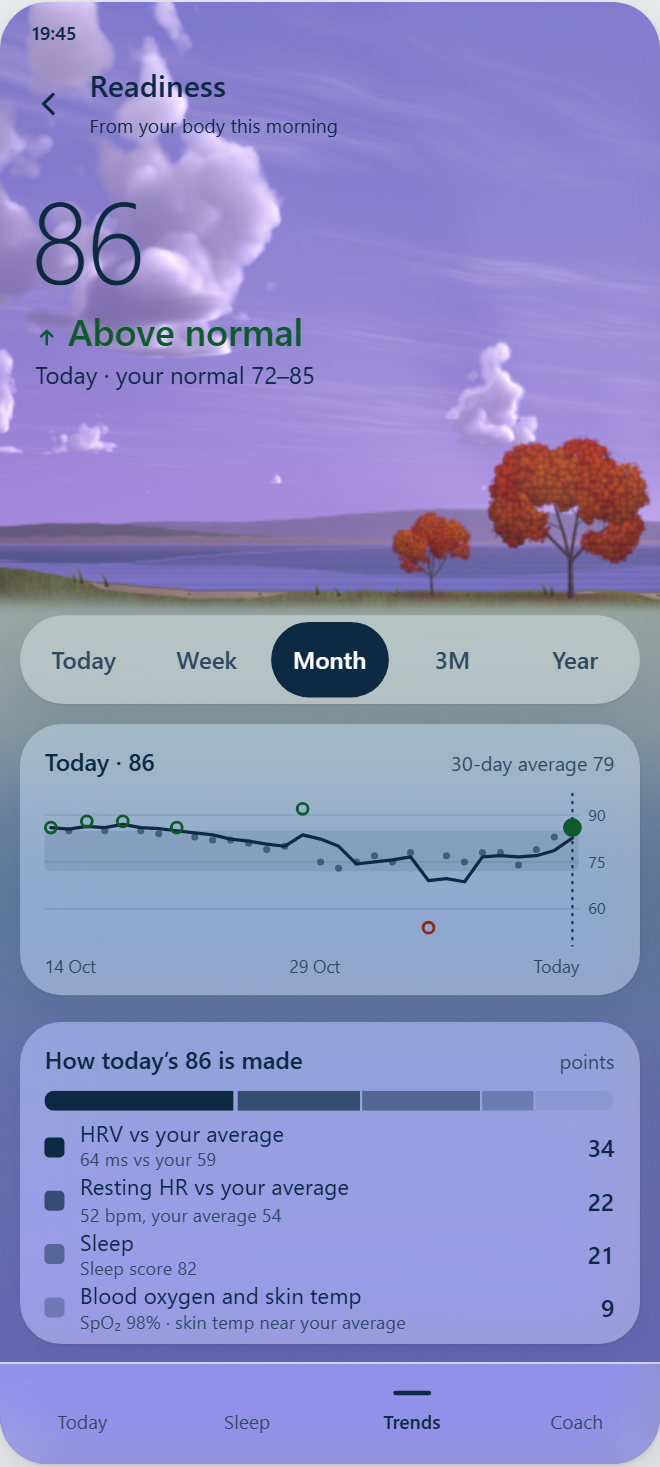 19:45
Readiness
From your body this morning
86
↑ Above normal
Today · your normal 72–85
Today Week Month 3M Year
Today · 86 30-day average 79
90
75
60
14 Oct 29 Oct Today
How today’s 86 is made points
HRV vs your average 34
64 ms vs your 59
Resting HR vs your average 22
52 bpm, your average 54
Sleep 21
Sleep score 82
Blood oxygen and skin temp 9
SpO₂ 98% · skin temp near your average
Today Sleep Trends Coach